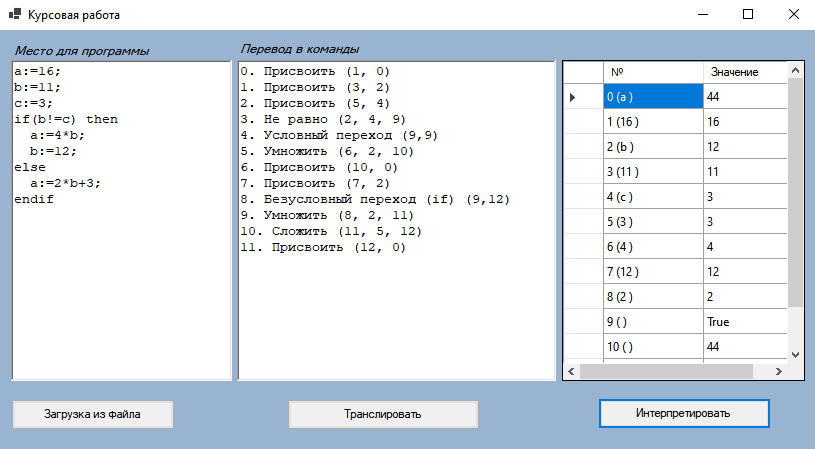 Курсовая работа
Место для программы
a:=16;
b:=11;
c:=3;
if(b!=c) then
  a:=4*b;
  b:=12;
else
  a:=2*b+3;
endif
Перевод в команды
0. Присвоить (1, 0)
1. Присвоить (3, 2)
2. Присвоить (5, 4)
3. Не равно (2, 4, 9)
4. Условный переход (9,9)
5. Умножить (6, 2, 10)
6. Присвоить (10, 0)
7. Присвоить (7, 2)
8. Безусловный переход (if) (9,12)
9. Умножить (8, 2, 11)
10. Сложить (11, 5, 12)
11. Присвоить (12, 0)
№ Значение
0 (a ) 44
1 (16 ) 16
2 (b ) 12
3 (11 ) 11
4 (c ) 3
5 (3 ) 3
6 (4 ) 4
7 (12 ) 12
8 (2 ) 2
9 ( ) True
10 ( ) 44
Загрузка из файла
Транслировать
Интерпретировать